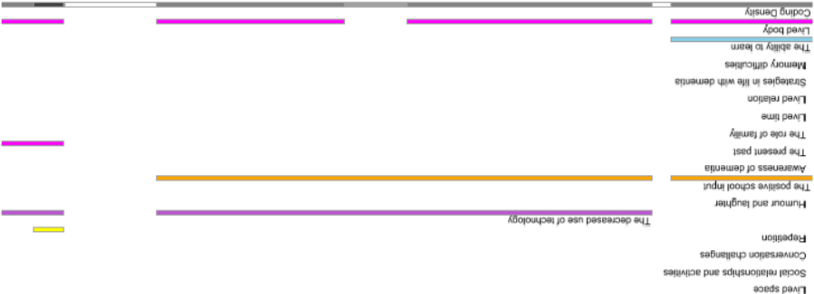 Lived space
Social relationships and activities
Conversation challenges
Repetition
The decreased use of technology
Humour and laughter
The positive school input
Awareness of dementia
The present past
The role of family
Lived time
Lived relation
Strategies in life with dementia
Memory difficulties
The ability to learn
Lived body
Coding Density